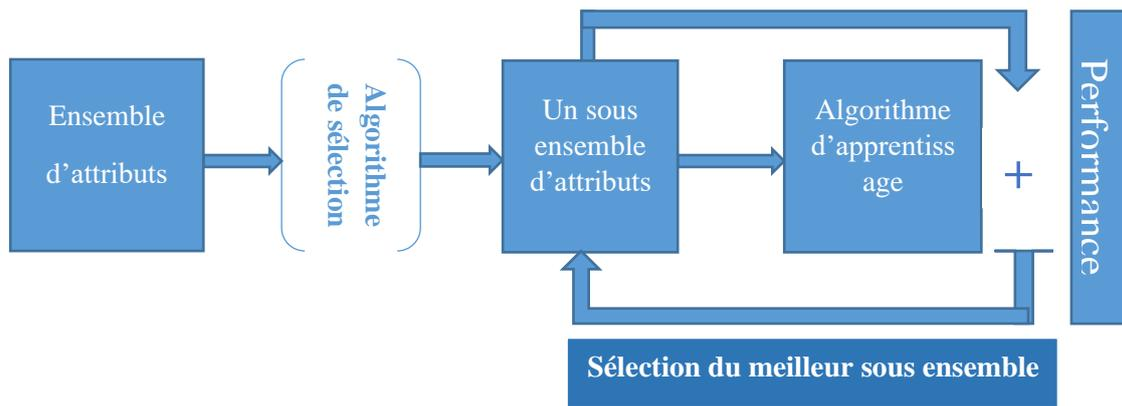 Ensemble
d'attributs
Algorithme
de sélection
Un sous
ensemble
d'attributs
Algorithme
d'apprentiss
age
+
Performance
Sélection du meilleur sous ensemble